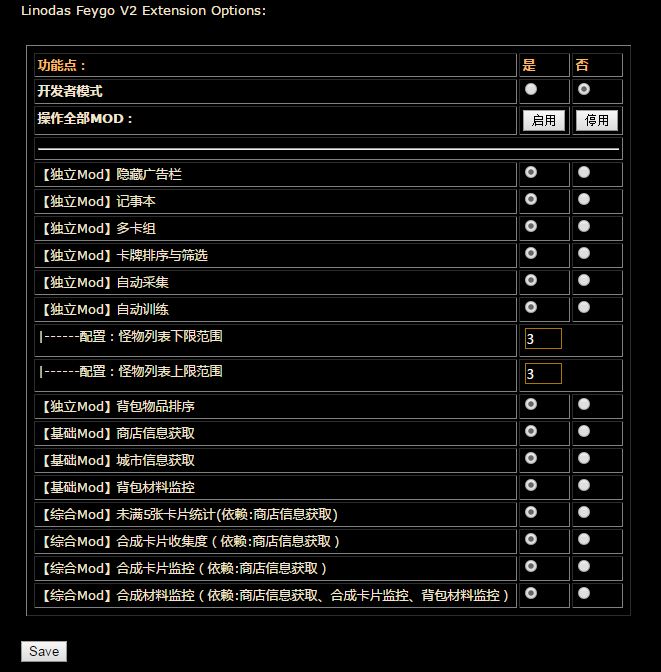 Linodas Feygo V2 Extension Options:
功能点： 是 否
开发者模式
操作全部MOD： 启用 停用
【独立Mod】隐藏广告栏
【独立Mod】记事本
【独立Mod】多卡组
【独立Mod】卡牌排序与筛选
【独立Mod】自动采集
【独立Mod】自动训练
|------配置：怪物列表下限范围 3
|------配置：怪物列表上限范围 3
【独立Mod】背包物品排序
【基础Mod】商店信息获取
【基础Mod】城市信息获取
【基础Mod】背包材料监控
【综合Mod】未满5张卡片统计(依赖:商店信息获取)
【综合Mod】合成卡片收集度（依赖:商店信息获取）
【综合Mod】合成卡片监控（依赖:商店信息获取）
【综合Mod】合成材料监控（依赖:商店信息获取、合成卡片监控、背包材料监控）
Save